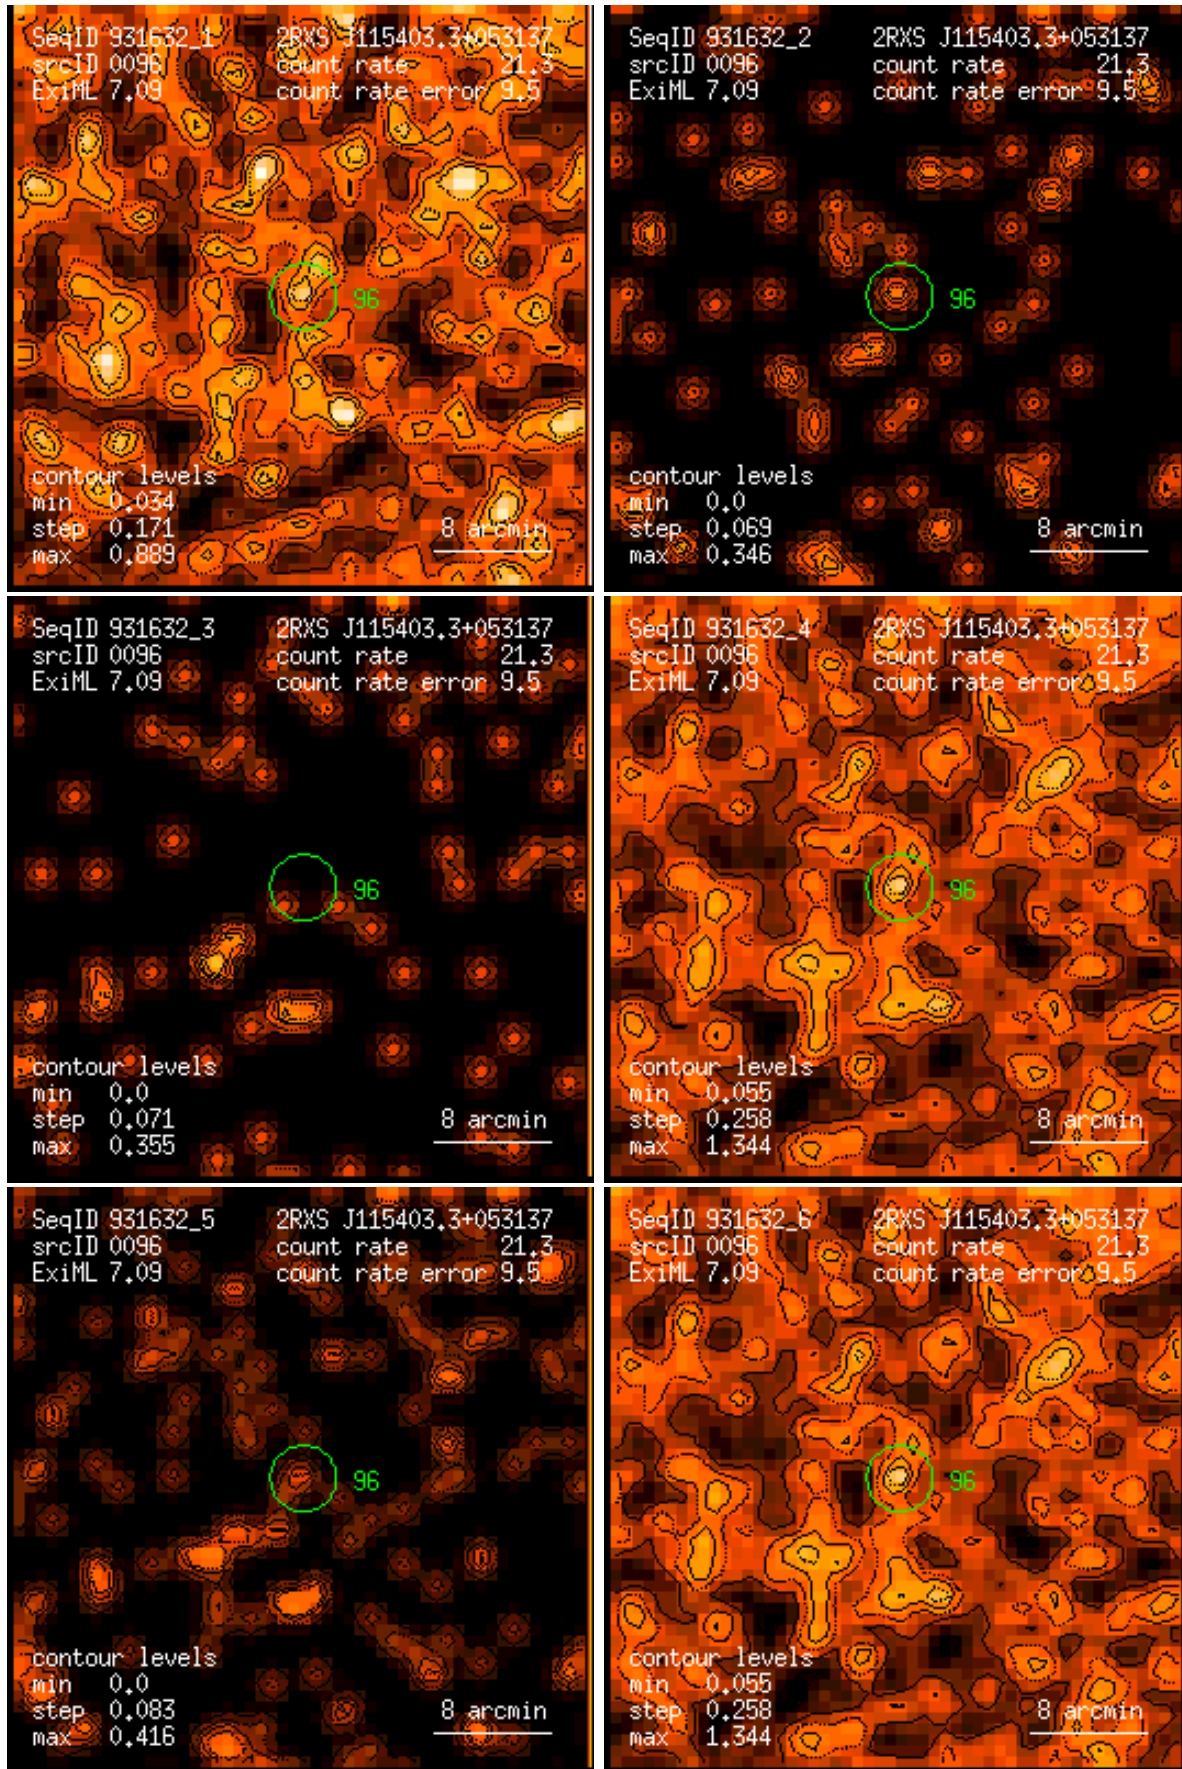 SeqID 931632_1 2RXS J115403.3+053137
srcID 0096 count rate 21.3
ExiML 7.09 count rate error 9.5
96
contour levels
min 0.034
step 0.171 8 arcmin
max 0.889
SeqID 931632_2 2RXS J115403.3+053137
srcID 0096 count rate 21.3
ExiML 7.09 count rate error 9.5
96
contour levels
min 0.0
step 0.069 8 arcmin
max 0.346
SeqID 931632_3 2RXS J115403.3+053137
srcID 0096 count rate 21.3
ExiML 7.09 count rate error 9.5
96
contour levels
min 0.0
step 0.071 8 arcmin
max 0.355
SeqID 931632_4 2RXS J115403.3+053137
srcID 0096 count rate 21.3
ExiML 7.09 count rate error 9.5
96
contour levels
min 0.055
step 0.258 8 arcmin
max 1.344
SeqID 931632_5 2RXS J115403.3+053137
srcID 0096 count rate 21.3
ExiML 7.09 count rate error 9.5
96
contour levels
min 0.0
step 0.083 8 arcmin
max 0.416
SeqID 931632_6 2RXS J115403.3+053137
srcID 0096 count rate 21.3
ExiML 7.09 count rate error 9.5
96
contour levels
min 0.055
step 0.258 8 arcmin
max 1.344